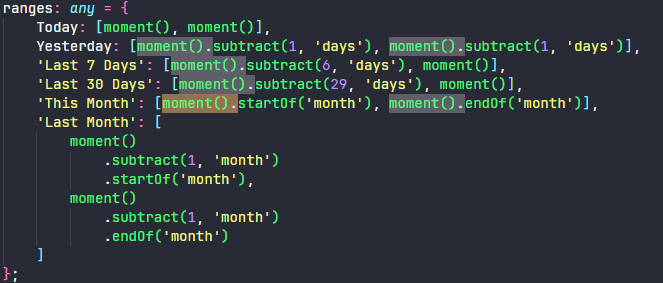 ranges: any = {
Today: [moment(), moment()],
Yesterday: [moment().subtract(1, 'days'), moment().subtract(1, 'days')],
'Last 7 Days': [moment().subtract(6, 'days'), moment()],
'Last 30 Days': [moment().subtract(29, 'days'), moment()],
'This Month': [moment().startOf('month'), moment().endOf('month')],
'Last Month': [
moment()
.subtract(1, 'month')
.startOf('month'),
moment()
.subtract(1, 'month')
.endOf('month')
]
};